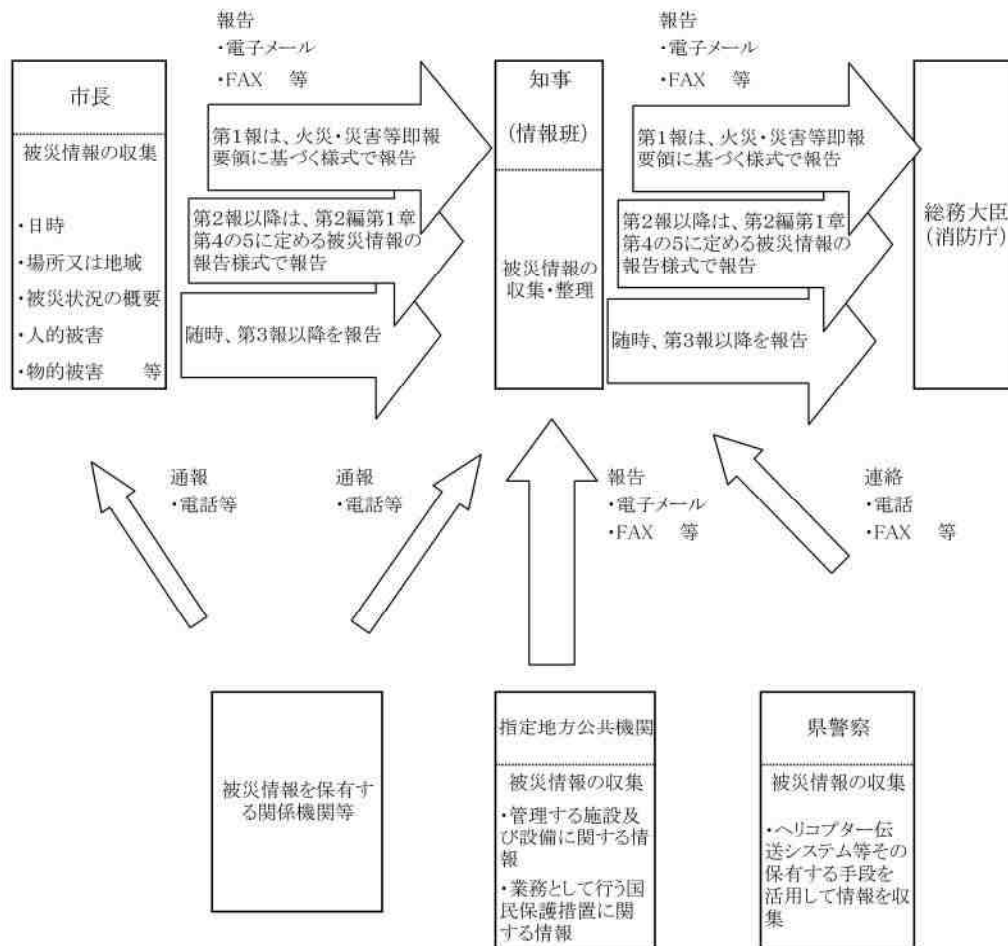 報告
・電子メール
・FAX　等
報告
・電子メール
・FAX　等
市長
被災情報の収集
・日時
・場所又は地域
・被災状況の概要
・人的被害
・物的被害　等
第1報は、火災・災害等即報
要領に基づく様式で報告
第2報以降は、第2編第1章
第4の5に定める被災情報の
報告様式で報告
随時、第3報以降を報告
知事
(情報班)
被災情報の
収集・整理
第1報は、火災・災害等即報
要領に基づく様式で報告
第2報以降は、第2編第1章
第4の5に定める被災情報の
報告様式で報告
随時、第3報以降を報告
総務大臣
(消防庁)
通報
・電話等
通報
・電話等
報告
・電子メール
・FAX　等
連絡
・電話
・FAX　等
被災情報を保有す
る関係機関等
指定地方公共機関
被災情報の収集
・管理する施設及
び設備に関する情
報
・業務として行う国
民保護措置に関
する情報
県警察
被災情報の収集
・ヘリコプター伝
送システム等その
保有する手段を
活用して情報を収
集